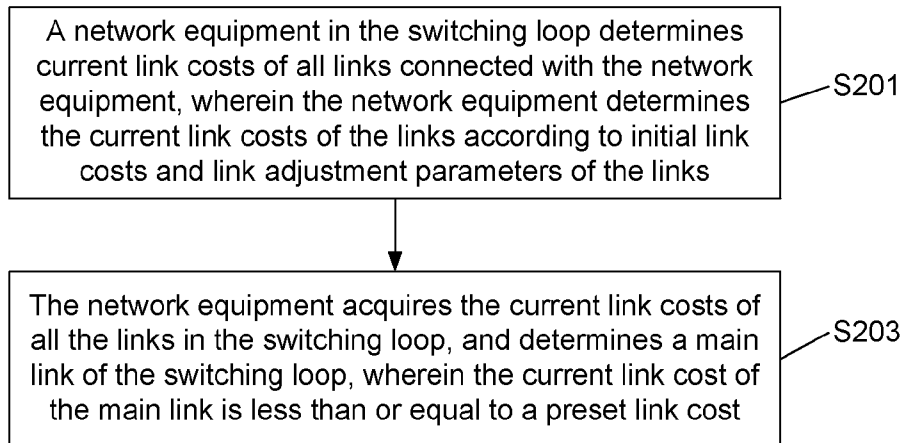 A network equipment in the switching loop determines
current link costs of all links connected with the network
equipment, wherein the network equipment determines
the current link costs of the links according to initial link
costs and link adjustment parameters of the links
S201
The network equipment acquires the current link costs of
all the links in the switching loop, and determines a main
link of the switching loop, wherein the current link cost of
the main link is less than or equal to a preset link cost
S203